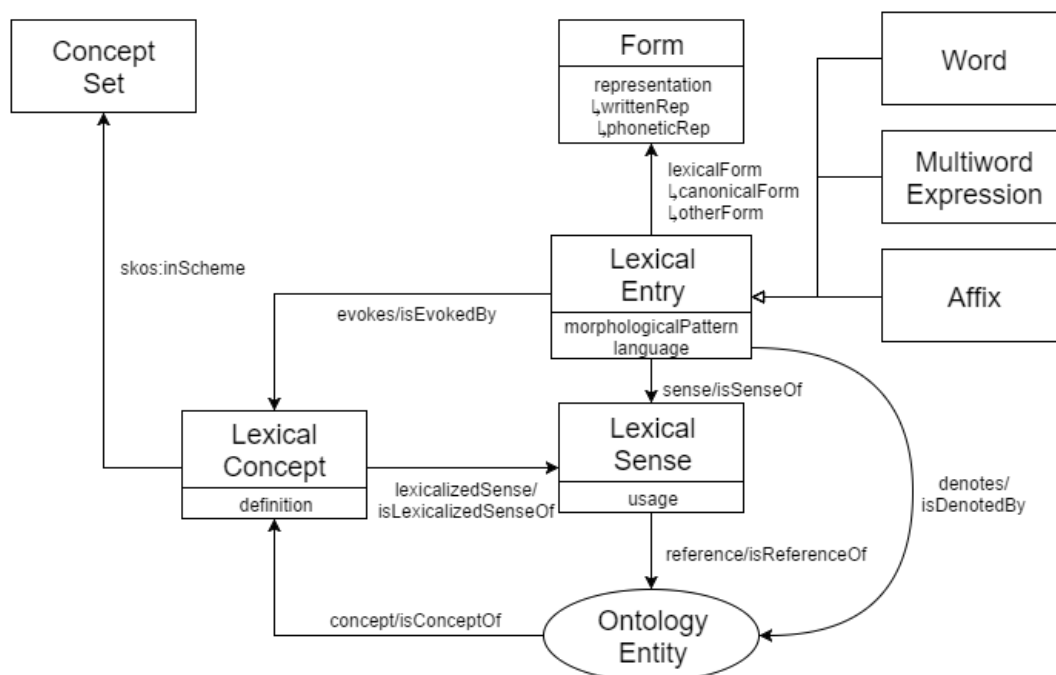 Concept
Set
Form
representation
↳writtenRep
↳phoneticRep
Word
Multiword
Expression
Affix
lexicalForm
↳canonicalForm
↳otherForm
skos:inScheme
Lexical
Entry
morphologicalPattern
language
evokes/isEvokedBy
sense/isSenseOf
Lexical
Concept
definition
lexicalizedSense/
isLexicalizedSenseOf
Lexical
Sense
usage
denotes/
isDenotedBy
reference/isReferenceOf
concept/isConceptOf
Ontology
Entity